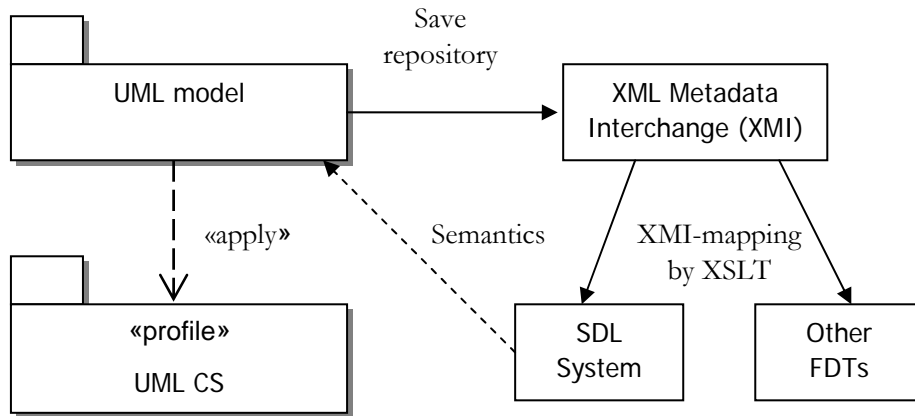 Save
repository
UML model
XML Metadata
Interchange (XMI)
«apply»
Semantics
XMI-mapping
by XSLT
«profile»
UML CS
SDL
System
Other
FDTs